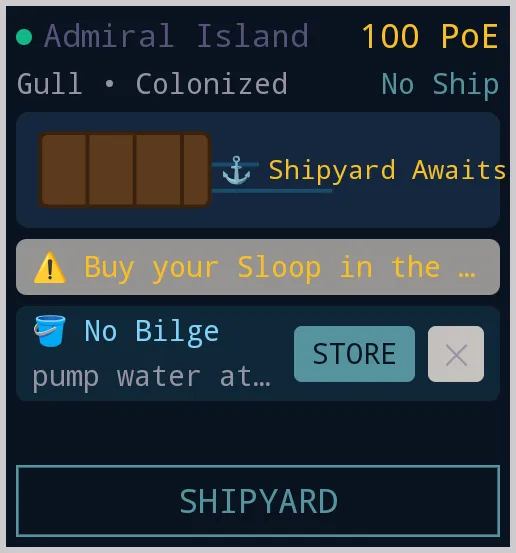 Admiral Island 100 PoE
Gull • Colonized No Ship
⚓ Shipyard Awaits
⚠️ Buy your Sloop in the …
🪣 No Bilge
pump water at…
STORE
SHIPYARD